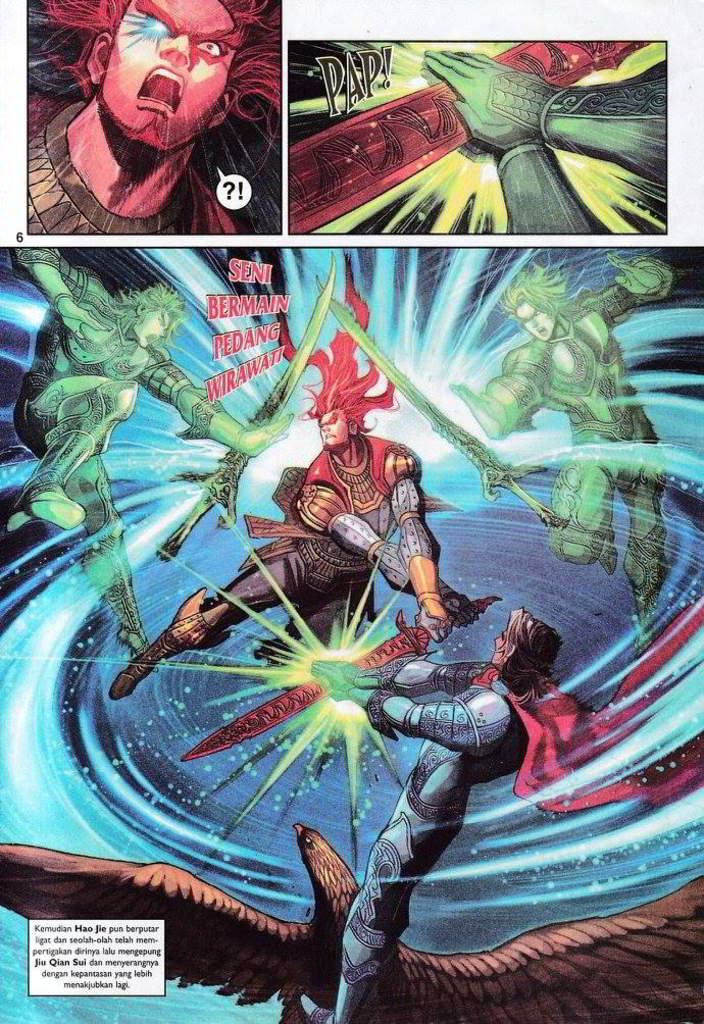 ?!
PAP!
6
SENI
BERMAIN
PEDANG
WIRAWATI
Kemudian Hao Jie pun berputar
ligat dan seolah-olah telah mem-
pertigakan dirinya lalu mengepung
Jiu Qian Sui dan menyerangnya
dengan kepantasan yang lebih
menakjubkan lagi.